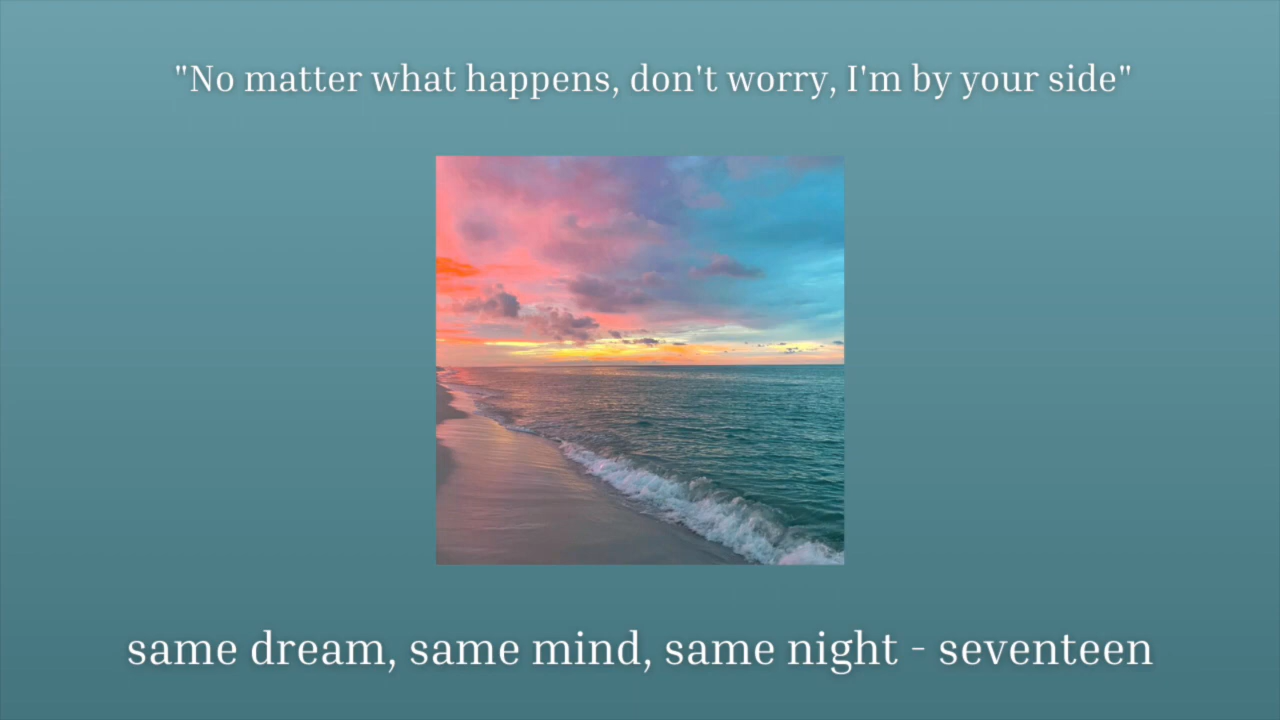 "No matter what happens, don't worry, I'm by your side"
same dream, same mind, same night - seventeen